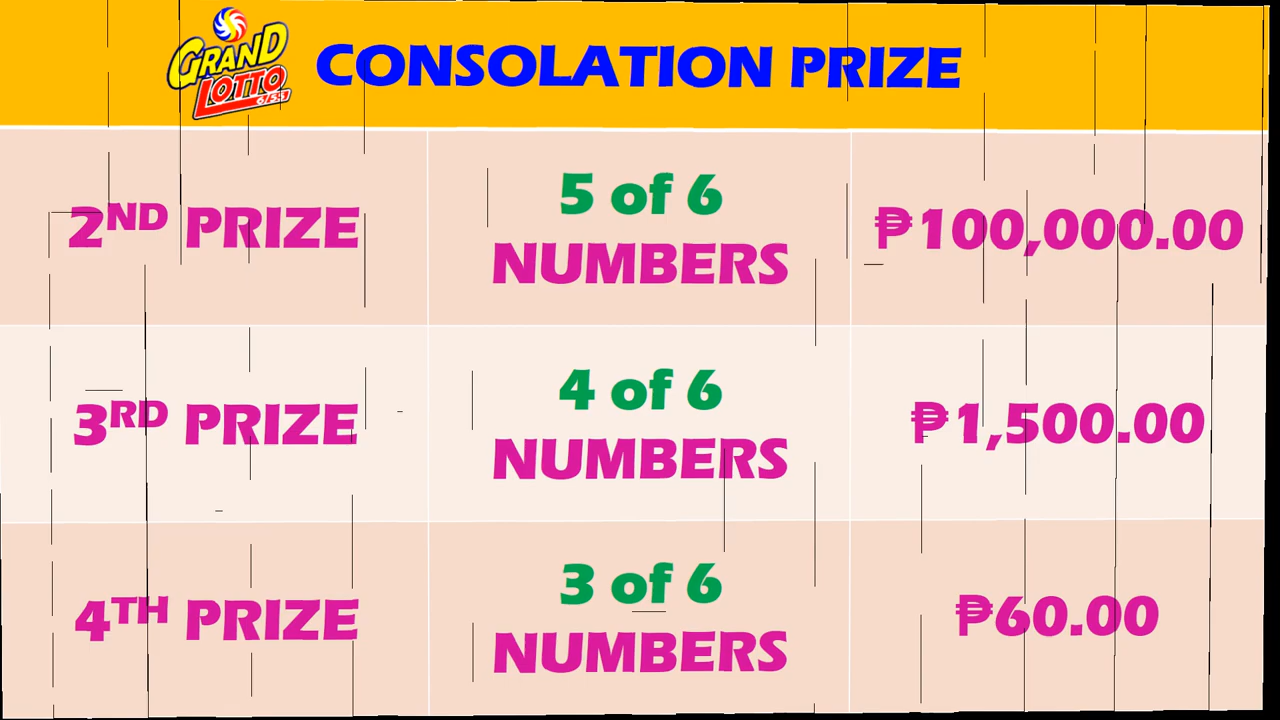 GRAND
LOTTO
6/55
CONSOLATION PRIZE
2ND PRIZE
5 of 6
NUMBERS
₱100,000.00
3RD PRIZE
4 of 6
NUMBERS
₱1,500.00
4TH PRIZE
3 of 6
NUMBERS
₱60.00